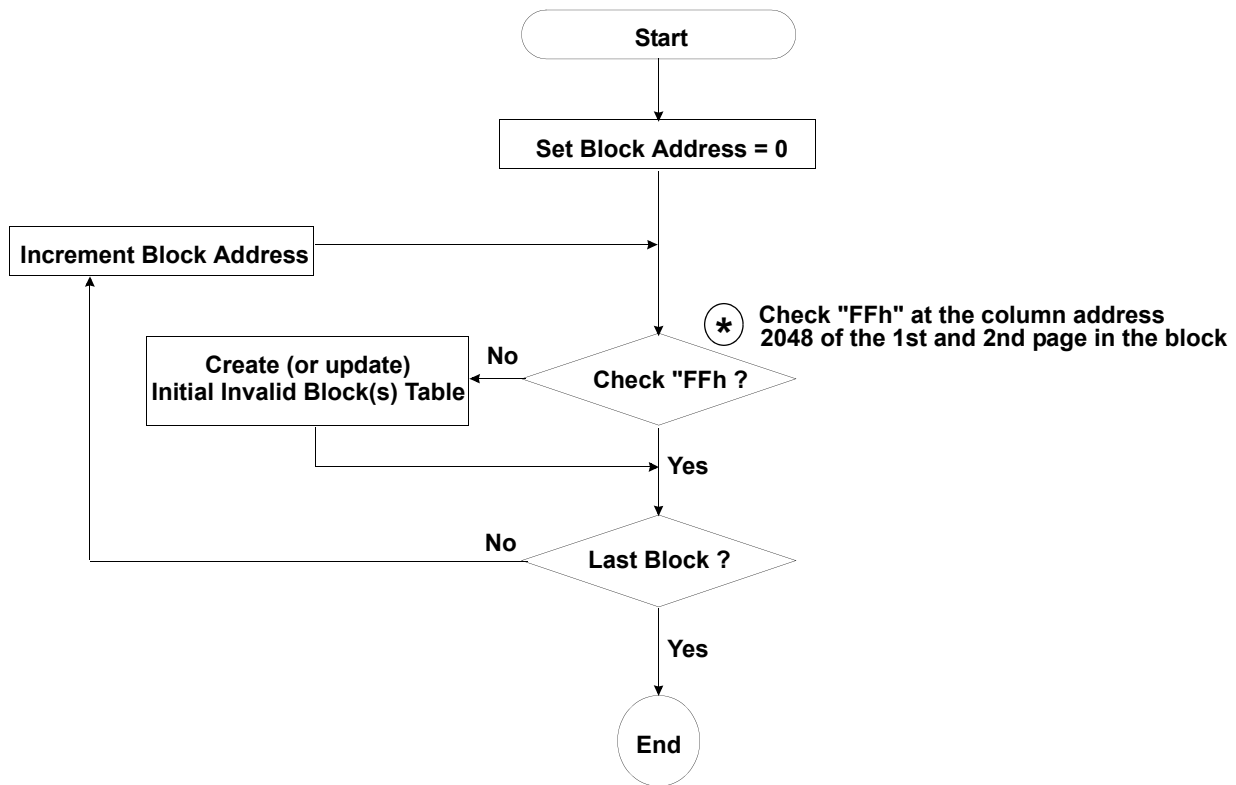 Start
Set Block Address = 0
Increment Block Address
*
Check "FFh" at the column address
2048 of the 1st and 2nd page in the block
No
Create (or update)
Initial Invalid Block(s) Table
Check "FFh ?
Yes
No
Last Block ?
Yes
End